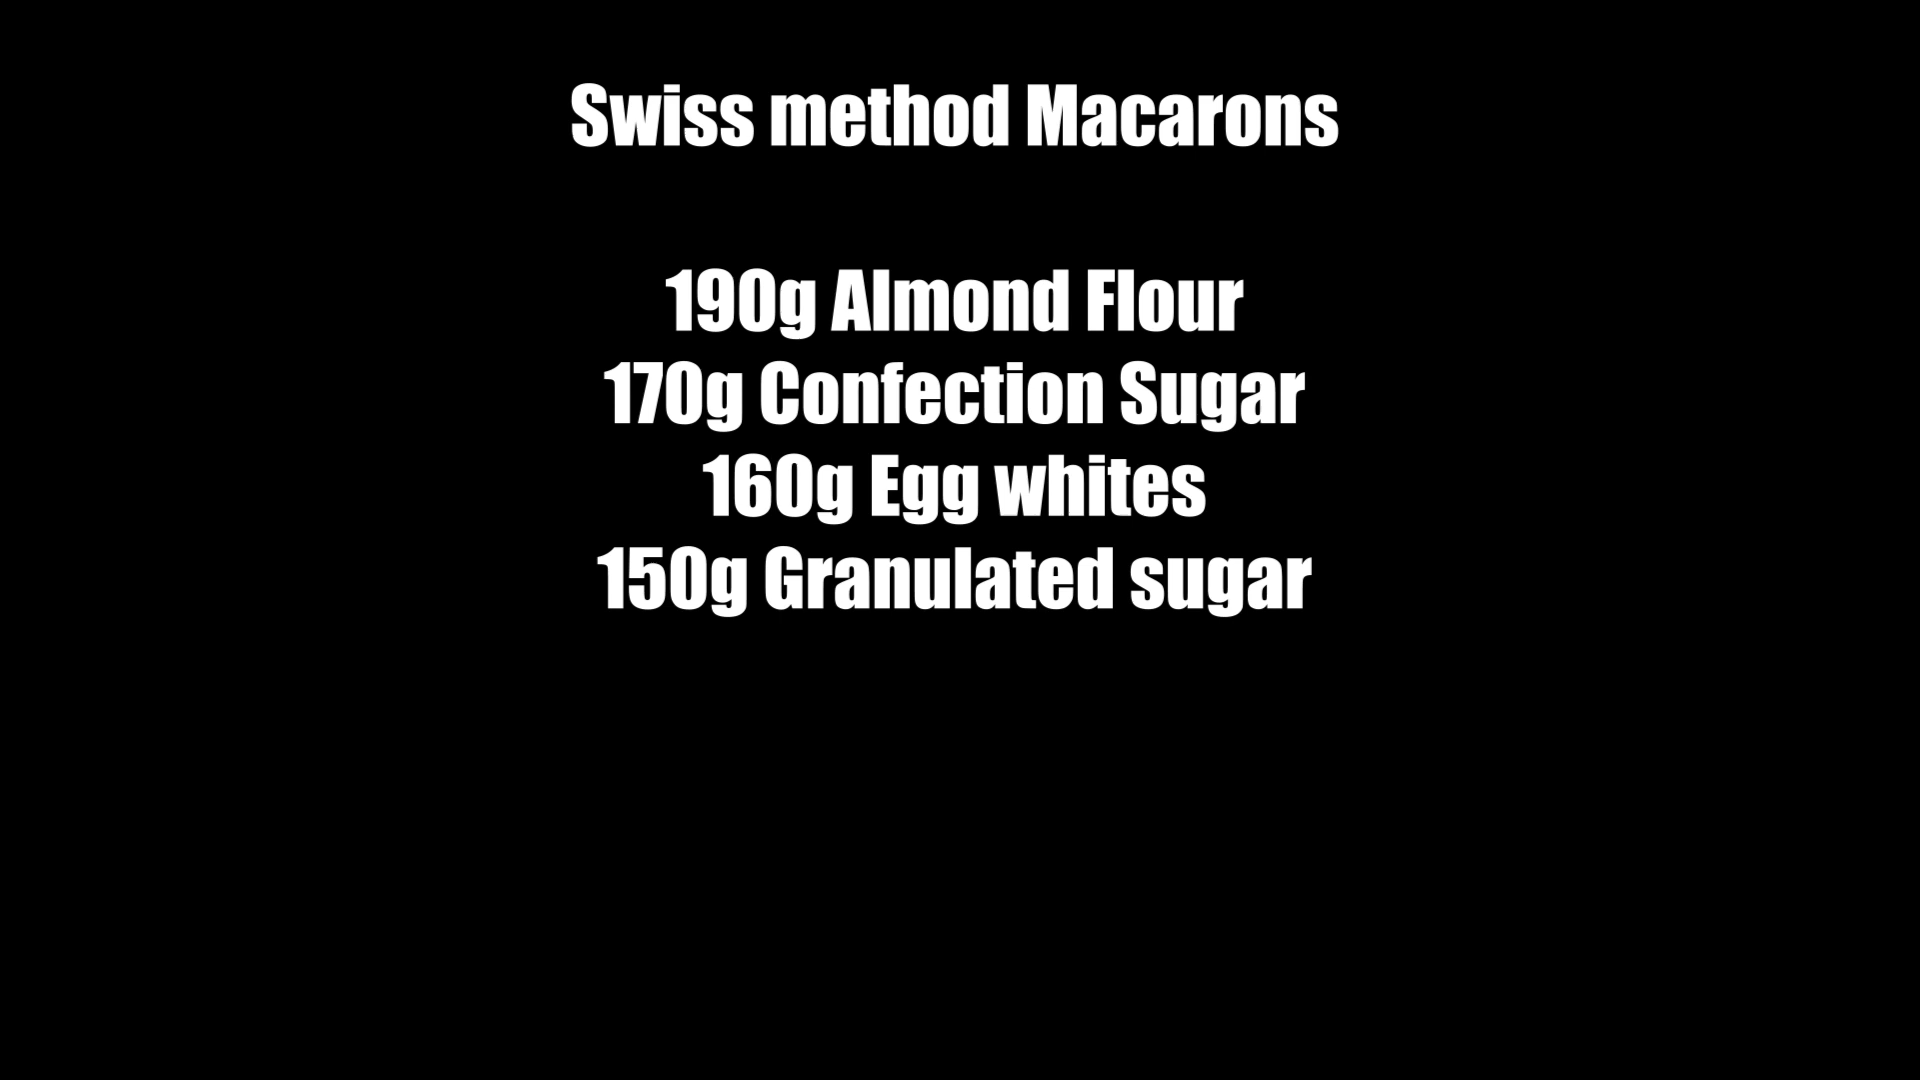 Swiss method Macarons
190g Almond Flour
170g Confection Sugar
160g Egg whites
150g Granulated sugar